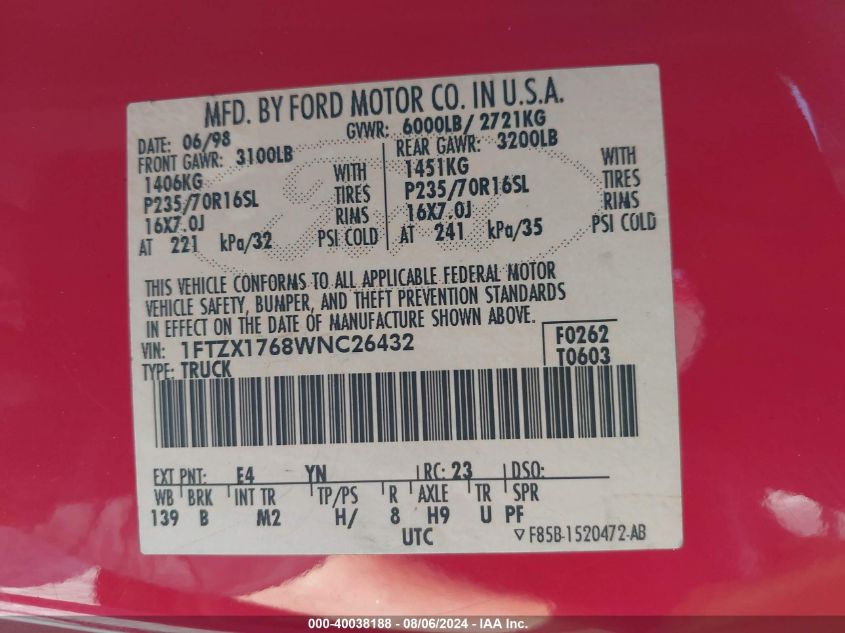 MFD. BY FORD MOTOR CO. IN U.S.A.
DATE: 06/98 GVWR: 6000LB/ 2721KG
FRONT GAWR: 3100LB REAR GAWR: 3200LB
1406KG WITH 1451KG WITH
P235/70R16SL TIRES P235/70R16SL TIRES
16X7.0J RIMS 16X7.0J RIMS
AT 221 kPa/32 PSI COLD AT 241 kPa/35 PSI COLD
THIS VEHICLE CONFORMS TO ALL APPLICABLE FEDERAL MOTOR
VEHICLE SAFETY, BUMPER, AND THEFT PREVENTION STANDARDS
IN EFFECT ON THE DATE OF MANUFACTURE SHOWN ABOVE.
VIN: 1FTZX1768WNC26432 F0262
TYPE: TRUCK T0603
EXT PNT: E4 YN RC: 23 DSO:
WB BRK INT TR TP/PS R AXLE TR SPR
139 B M2 H/ 8 H9 U PF
UTC ▽F85B-1520472-AB
000-40038188 - 08/06/2024 - IAA Inc.